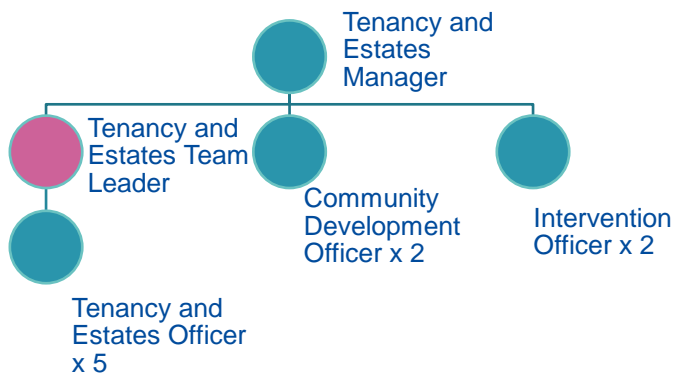 Tenancy and
Estates
Manager
Tenancy and
Estates Team
Leader
Community
Development
Officer x 2
Intervention
Officer x 2
Tenancy and
Estates Officer
x 5